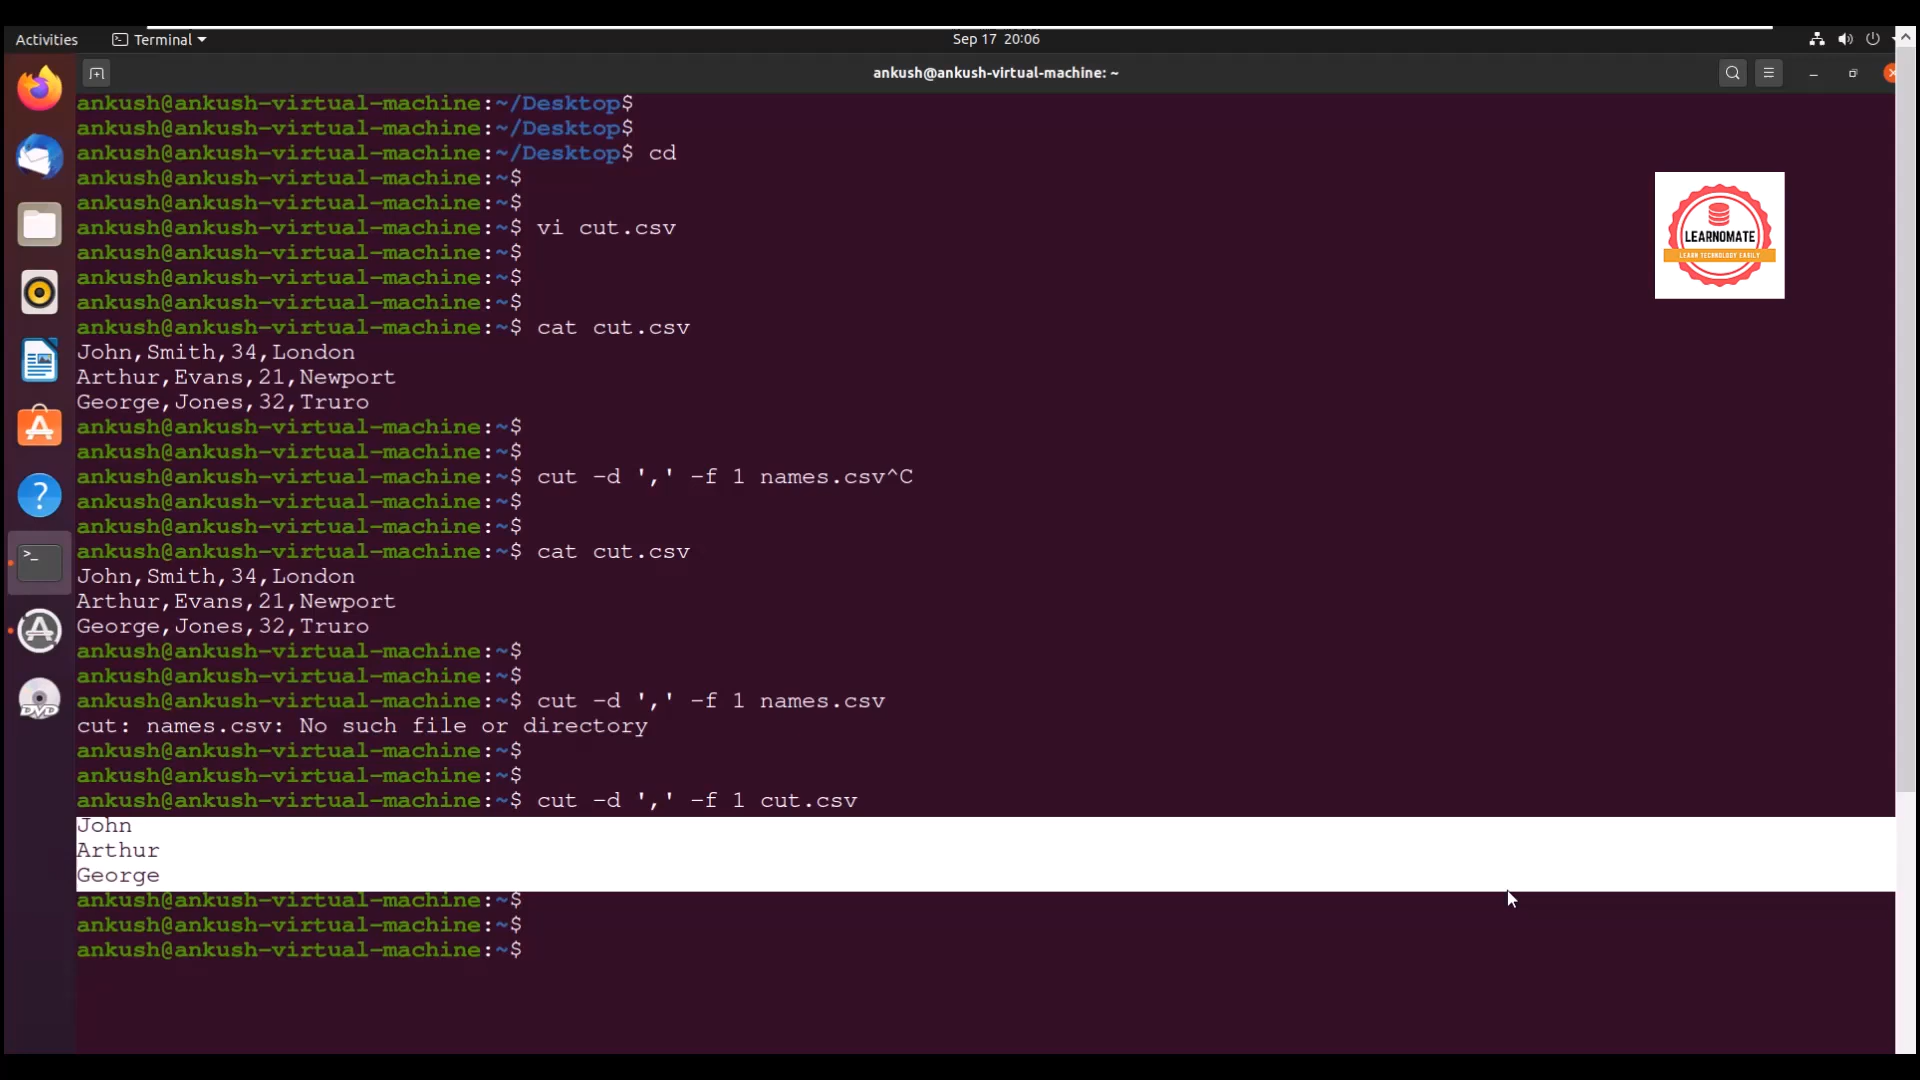 Activities
Terminal
Sep 17 20:06
ankush@ankush-virtual-machine: ~
ankush@ankush-virtual-machine:~/Desktop$
ankush@ankush-virtual-machine:~/Desktop$
ankush@ankush-virtual-machine:~/Desktop$ cd
ankush@ankush-virtual-machine:~$
ankush@ankush-virtual-machine:~$
ankush@ankush-virtual-machine:~$ vi cut.csv
ankush@ankush-virtual-machine:~$
ankush@ankush-virtual-machine:~$
ankush@ankush-virtual-machine:~$
ankush@ankush-virtual-machine:~$ cat cut.csv
John,Smith,34,London
Arthur,Evans,21,Newport
George,Jones,32,Truro
ankush@ankush-virtual-machine:~$
ankush@ankush-virtual-machine:~$
ankush@ankush-virtual-machine:~$ cut -d ',' -f 1 names.csv^C
ankush@ankush-virtual-machine:~$
ankush@ankush-virtual-machine:~$
ankush@ankush-virtual-machine:~$ cat cut.csv
John,Smith,34,London
Arthur,Evans,21,Newport
George,Jones,32,Truro
ankush@ankush-virtual-machine:~$
ankush@ankush-virtual-machine:~$
ankush@ankush-virtual-machine:~$ cut -d ',' -f 1 names.csv
cut: names.csv: No such file or directory
ankush@ankush-virtual-machine:~$
ankush@ankush-virtual-machine:~$
ankush@ankush-virtual-machine:~$ cut -d ',' -f 1 cut.csv
John
Arthur
George
ankush@ankush-virtual-machine:~$
ankush@ankush-virtual-machine:~$
ankush@ankush-virtual-machine:~$
LEARNOMATE
LEARN TECHNOLOGY EASILY
DVD